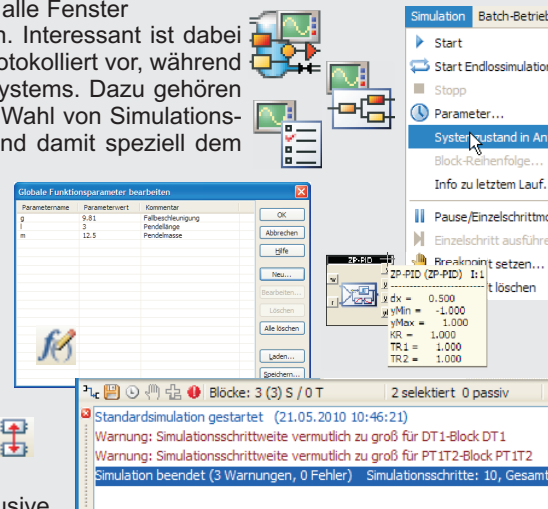 alle Fenster
n. Interessant ist dabei
otokolliert vor, während
ystems. Dazu gehören
Wahl von Simulations-
nd damit speziell dem
Simulation Batch-Betrieb
Start
Endlossimulation
Stopp
Parameter...
Systemzustand in An
Block-Reihenfolge...
Info zu letztem Lauf.
Pause/Einzelschrittmo
Einzelschritt ausführe
Breakpoint setzen...
t löschen
Globale Funktionsparameter bearbeiten
Parametername Parameterwert Kommentar
g 9.81 Fallbeschleunigung
l 3 Pendellänge
m 12.5 Pendelmasse
OK
Abbrechen
Hilfe
Neu...
Bearbeiten...
Löschen
Alle löschen
Laden...
Speichern...
ZP-PID
ZP-PID (ZP-PID) I:1
dx = 0.500
yMin = -1.000
yMax = 1.000
KR = 1.000
TR1 = 1.000
TR2 = 1.000
Blöcke: 3 (3) S / 0 T 2 selektiert 0 passiv
Standardsimulation gestartet (21.05.2010 10:46:21)
Warnung: Simulationsschrittweite vermutlich zu groß für DT1-Block DT1
Warnung: Simulationsschrittweite vermutlich zu groß für PT1T2-Block PT1T2
Simulation beendet (3 Warnungen, 0 Fehler) Simulationsschritte: 10, Gesamt
usive